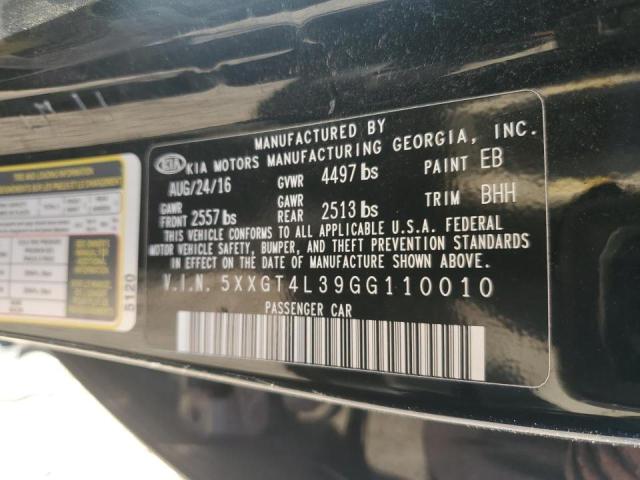 MANUFACTURED BY
KIA KIA MOTORS MANUFACTURING GEORGIA, INC.
AUG/24/16 GVWR 4497 lbs PAINT EB
GAWR FRONT 2557 lbs GAWR REAR 2513 lbs TRIM BHH
THIS VEHICLE CONFORMS TO ALL APPLICABLE U.S.A. FEDERAL
MOTOR VEHICLE SAFETY, BUMPER, AND THEFT PREVENTION STANDARDS
IN EFFECT ON THE DATE OF MANUFACTURE SHOWN ABOVE.
V.I.N. 5XXGT4L39GG110010
PASSENGER CAR
5120